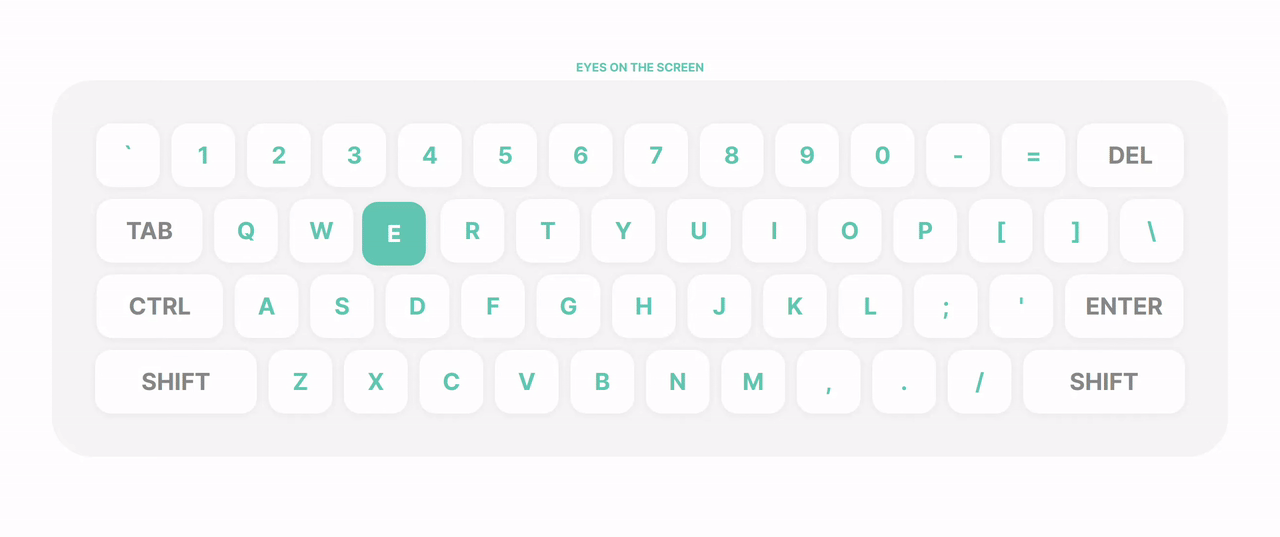 EYES ON THE SCREEN
` 1 2 3 4 5 6 7 8 9 0 - = DEL
TAB Q W E R T Y U I O P [ ] \
CTRL A S D F G H J K L ; ' ENTER
SHIFT Z X C V B N M , . / SHIFT